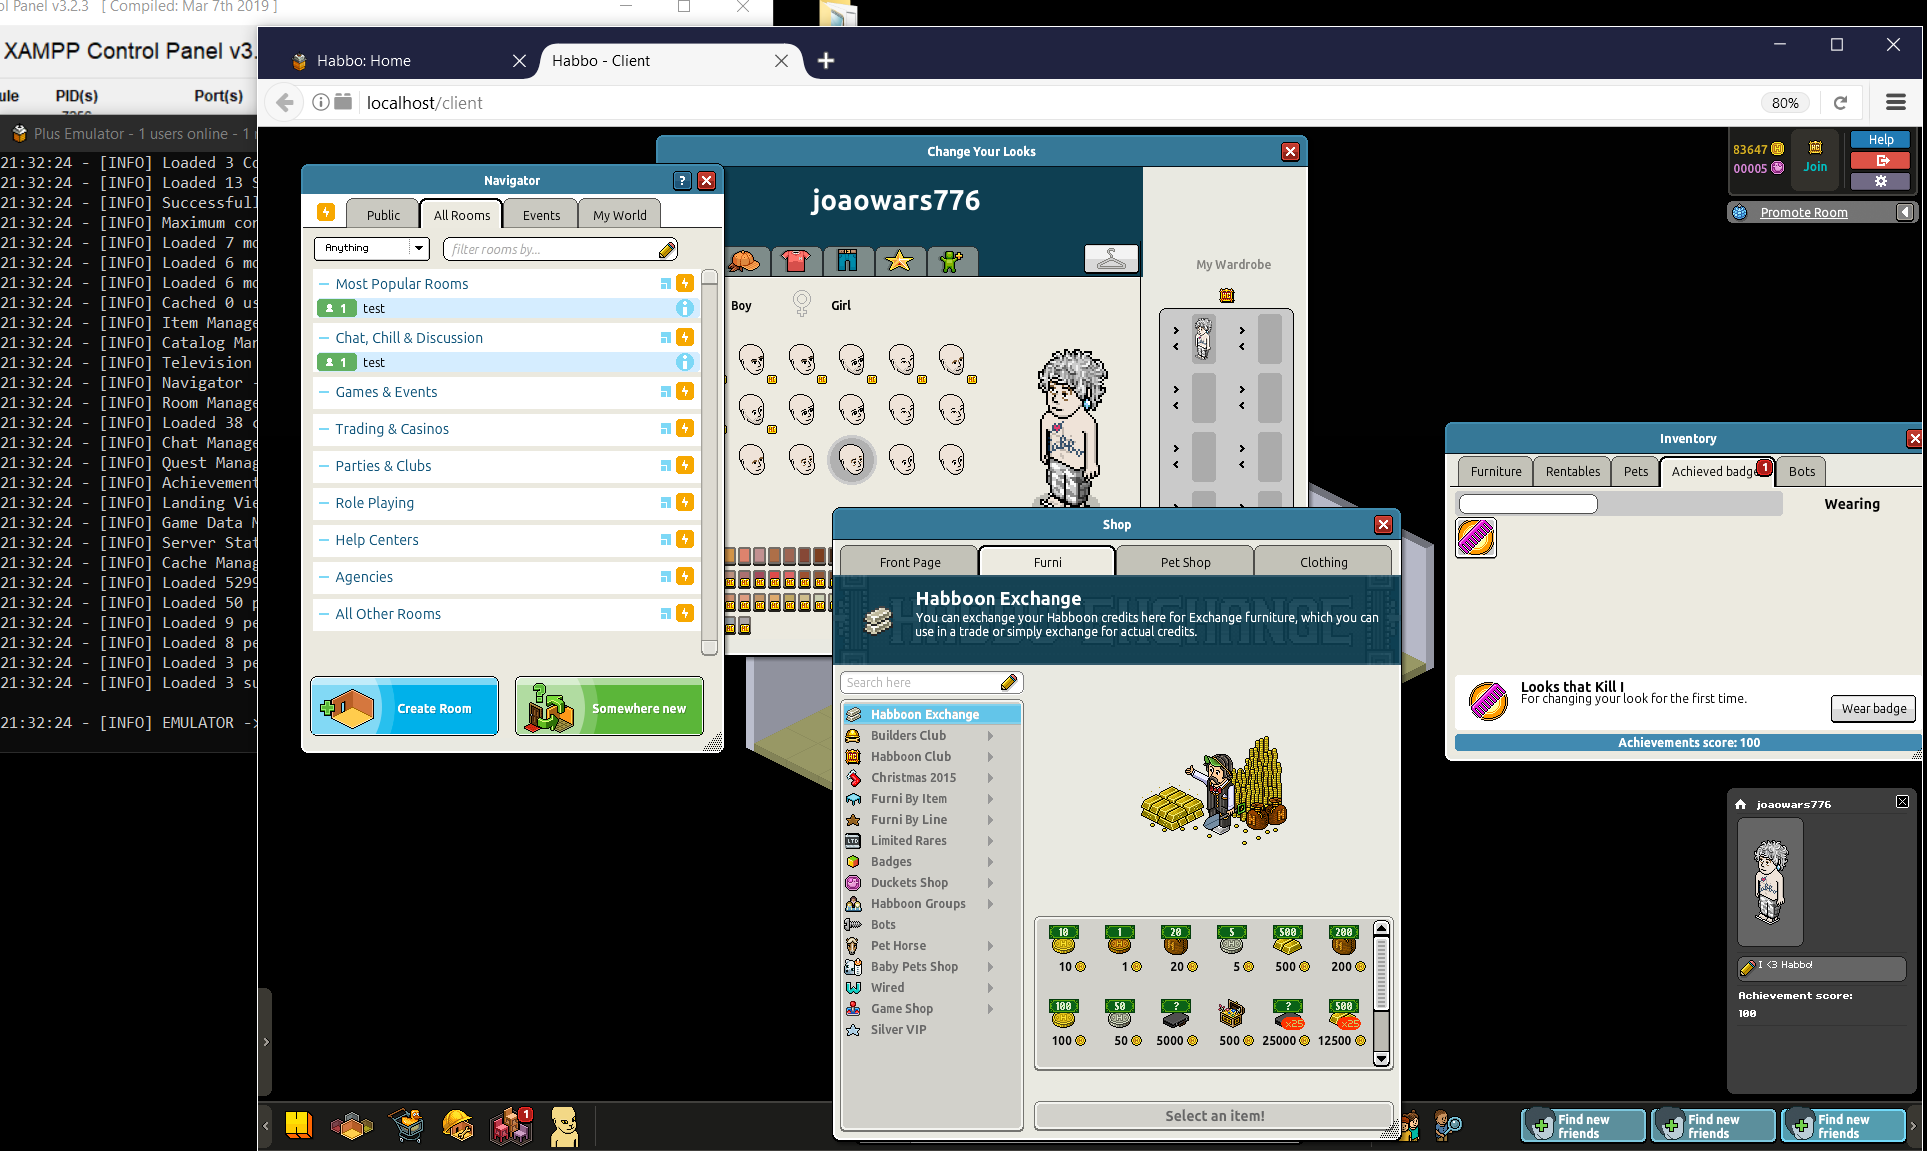 ol Panel v3.2.3 [ Compiled: Mar 7th 2019 ]
XAMPP Control Panel v3.
ule PID(s) Port(s)
Plus Emulator - 1 users online - 1 r
21:32:24 - [INFO] Loaded 3 Co
21:32:24 - [INFO] Loaded 13 S
21:32:24 - [INFO] Successfull
21:32:24 - [INFO] Maximum con
21:32:24 - [INFO] Loaded 7 mo
21:32:24 - [INFO] Loaded 6 mo
21:32:24 - [INFO] Loaded 6 mo
21:32:24 - [INFO] Cached 0 us
21:32:24 - [INFO] Item Manage
21:32:24 - [INFO] Catalog Man
21:32:24 - [INFO] Television
21:32:24 - [INFO] Navigator -
21:32:24 - [INFO] Room Manage
21:32:24 - [INFO] Loaded 38 c
21:32:24 - [INFO] Chat Manage
21:32:24 - [INFO] Quest Manag
21:32:24 - [INFO] Achievement
21:32:24 - [INFO] Landing Vie
21:32:24 - [INFO] Game Data M
21:32:24 - [INFO] Server Stat
21:32:24 - [INFO] Cache Manag
21:32:24 - [INFO] Loaded 5299
21:32:24 - [INFO] Loaded 50 p
21:32:24 - [INFO] Loaded 9 pe
21:32:24 - [INFO] Loaded 8 pe
21:32:24 - [INFO] Loaded 3 pe
21:32:24 - [INFO] Loaded 3 su
21:32:24 - [INFO] EMULATOR ->
Habbo: Home
Habbo - Client
localhost/client
80%
83647
00005
Join
Help
Promote Room
Navigator
?
Public All Rooms Events My World
Anything
filter rooms by...
Most Popular Rooms
1 test
Chat, Chill & Discussion
1 test
Games & Events
Trading & Casinos
Parties & Clubs
Role Playing
Help Centers
Agencies
All Other Rooms
Create Room
Somewhere new
Change Your Looks
joaowars776
Boy Girl
My Wardrobe
Shop
Front Page Furni Pet Shop Clothing
Habboon Exchange
You can exchange your Habboon credits here for Exchange furniture, which you can
use in a trade or simply exchange for actual credits.
Search here
Habboon Exchange
Builders Club
Habboon Club
Christmas 2015
Furni By Item
Furni By Line
Limited Rares
Badges
Duckets Shop
Habboon Groups
Bots
Pet Horse
Baby Pets Shop
Wired
Game Shop
Silver VIP
10 1 20 5 500 200
10 1 20 5 500 200
100 50 ? ? x25 500 x25
100 50 5000 500 25000 12500
Select an item!
Inventory
Furniture Rentables Pets Achieved badge 1 Bots
Wearing
Looks that Kill I
For changing your look for the first time.
Wear badge
Achievements score: 100
joaowars776
I <3 Habbo!
Achievement score:
100
1
Find new
friends
Find new
friends
Find new
friends